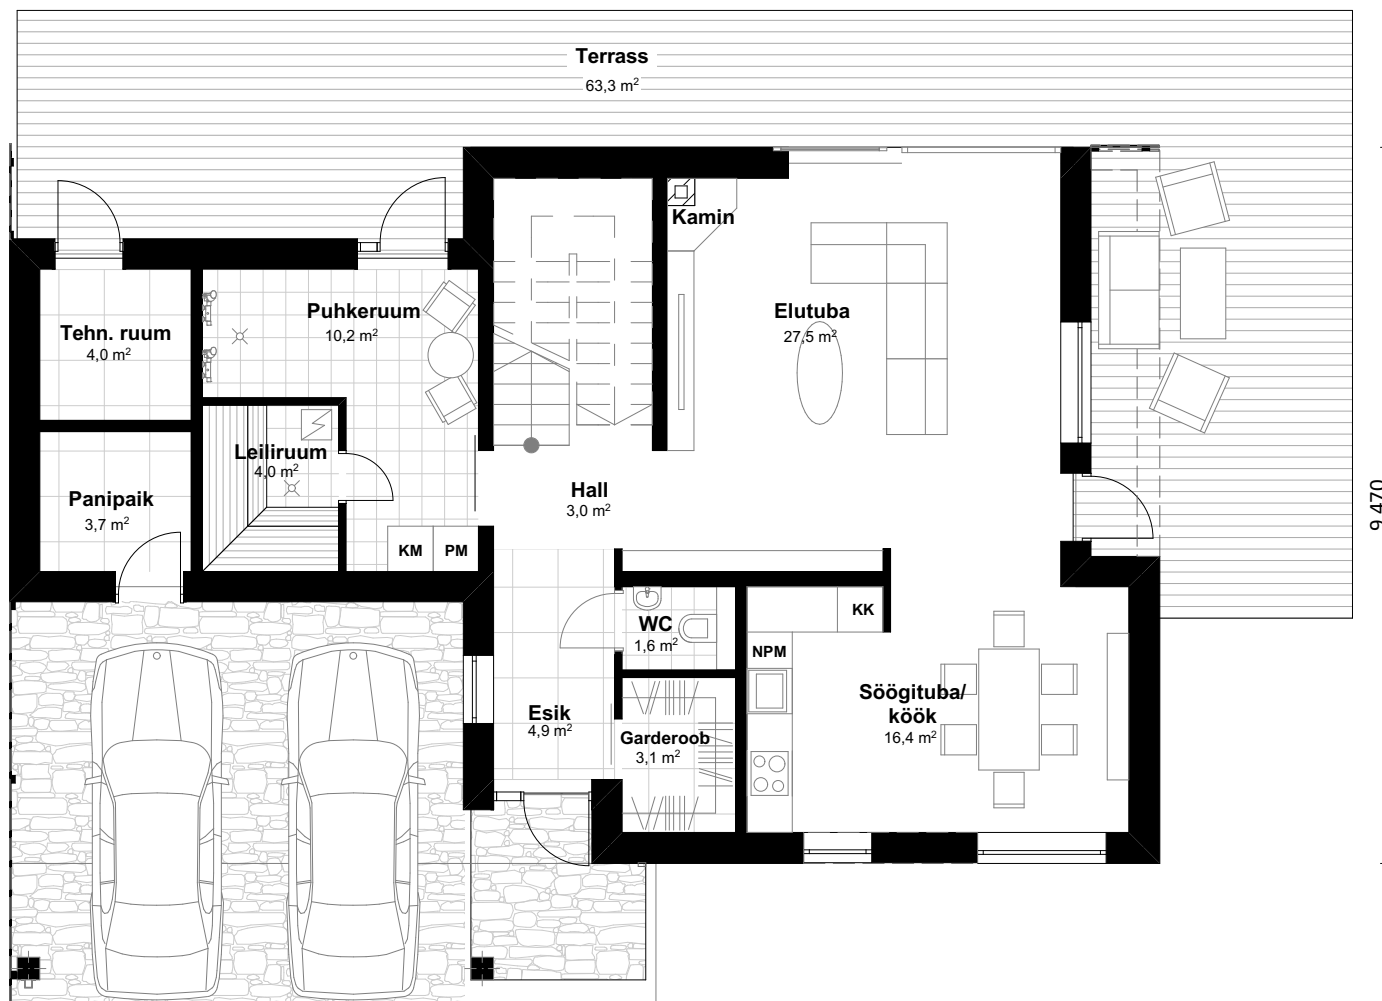 Terrass
63,3 m²
Kamin
Puhkeruum
10,2 m²
Elutuba
27,5 m²
Tehn. ruum
4,0 m²
Leiliruum
4,0 m²
Panipaik
3,7 m²
Hall
3,0 m²
9 470
KM
PM
WC
1,6 m²
KK
NPM
Söögituba/
köök
16,4 m²
Esik
4,9 m²
Garderoob
3,1 m²